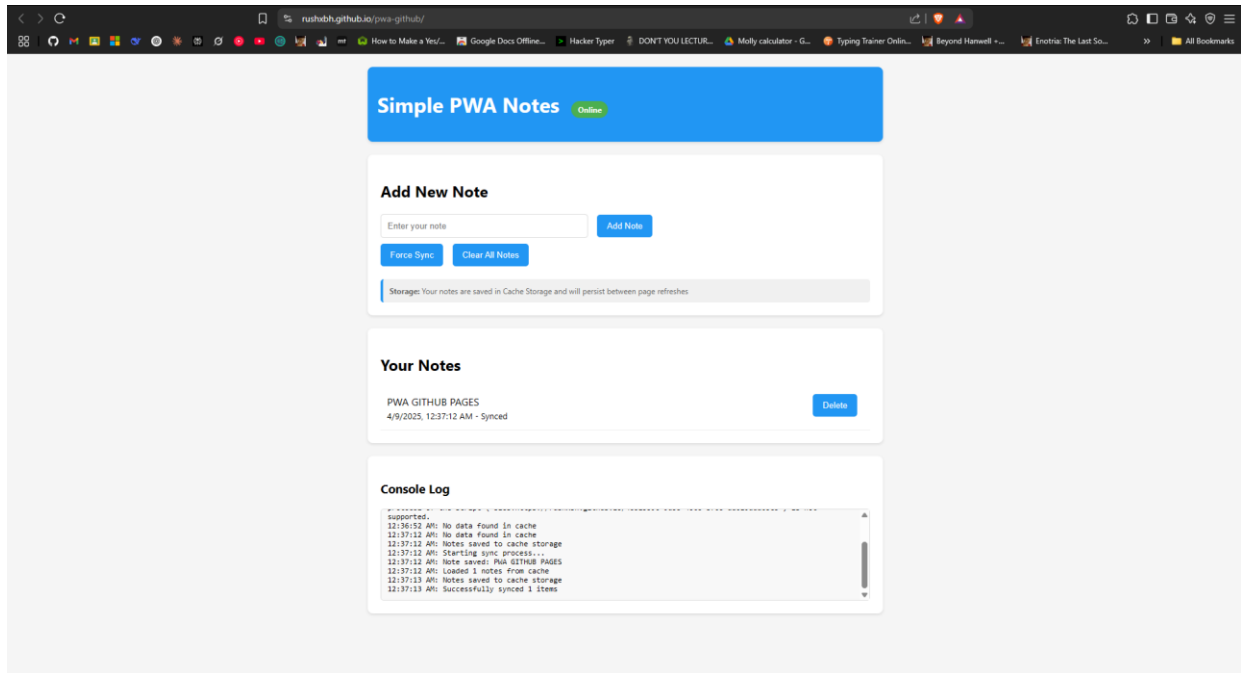 rushxbh.github.io/pwa-github/
How to Make a Yes/...
Google Docs Offline...
Hacker Typer
DON'T YOU LECTUR...
Molly calculator - G...
Typing Trainer Onlin...
Beyond Hanwell +...
Enotria: The Last So...
»
All Bookmarks
Simple PWA Notes Online
Add New Note
Enter your note Add Note
Force Sync Clear All Notes
Storage: Your notes are saved in Cache Storage and will persist between page refreshes
Your Notes
PWA GITHUB PAGES
4/9/2025, 12:37:12 AM - Synced
Delete
Console Log
supported.
12:36:52 AM: No data found in cache
12:37:12 AM: No data found in cache
12:37:12 AM: Notes saved to cache storage
12:37:12 AM: Starting sync process...
12:37:12 AM: Note saved: PWA GITHUB PAGES
12:37:12 AM: Loaded 1 notes from cache
12:37:13 AM: Notes saved to cache storage
12:37:13 AM: Successfully synced 1 items